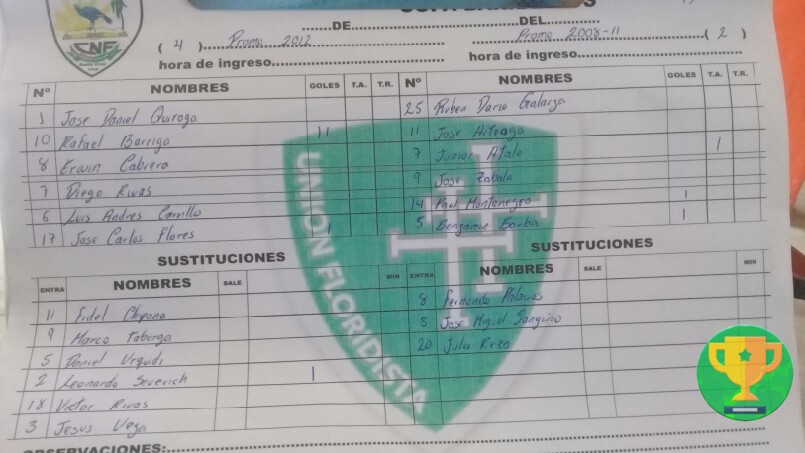 CNF
DE DEL
( 4 ) Promo 2012 Promo 2008-11 ( 2 )
hora de ingreso hora de ingreso
Nº NOMBRES GOLES T.A. T.R. Nº NOMBRES GOLES T.A. T.R.
1 Jose Daniel Quiroga 25 Ruben Dario Galarza
10 Rafael Barriga 11 11 Jose Arteaga
8 Erwin Cabrera 7 Junior Atala 1
7 Diego Rivas 9 Jose Zabala
6 Luis Andres Carrillo 14 Paul Montenegro 1
17 Jose Carlos Flores 1 5 Benjamin Barba 1
SUSTITUCIONES SUSTITUCIONES
ENTRA NOMBRES SALE MIN ENTRA NOMBRES SALE MIN
11 Fidel 8 Fernando Palacios
9 Marco Taborga 3 Jose Miguel Sanguino
5 Daniel Urquidi 20 Julio
2 Leonardo Severich 1
18 Victor Rivas
3 Jesus Vega
OBSERVACIONES:
UNION FLORIDISTA